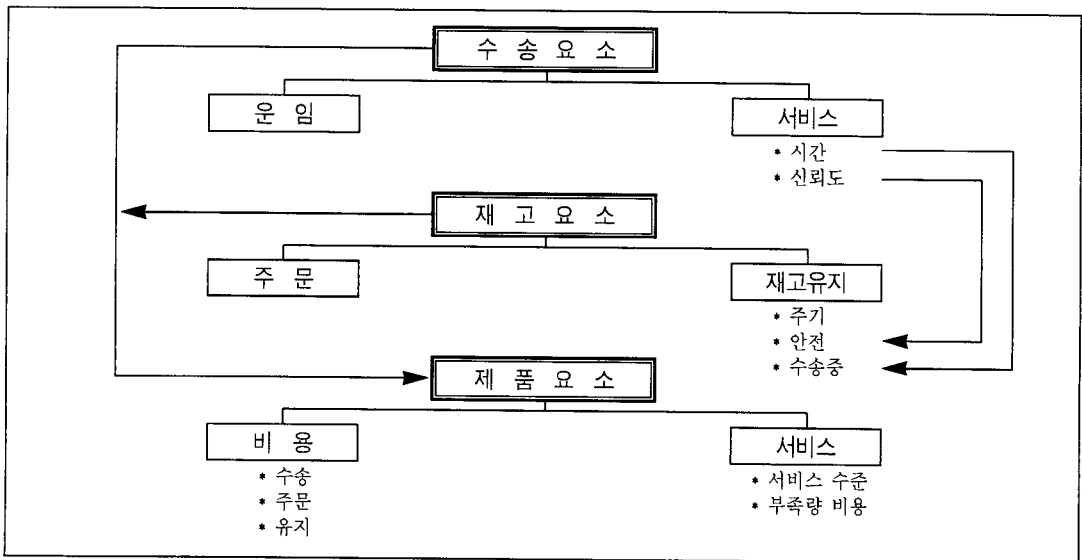 수 송 요 소
운 임
서비스
* 시간
* 신뢰도
재 고 요 소
주 문
재고유지
* 주기
* 안전
* 수송중
제 품 요 소
비 용
* 수송
* 주문
* 유지
서비스
* 서비스 수준
* 부족량 비용